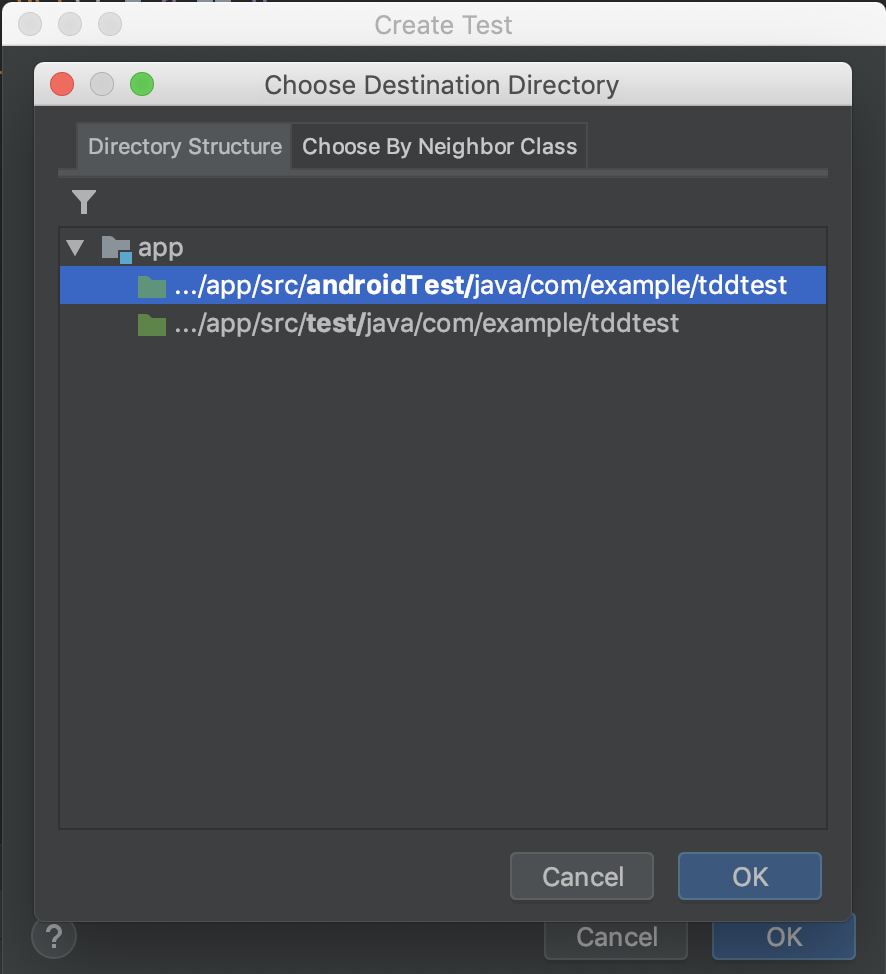 Create Test
Choose Destination Directory
Directory Structure
Choose By Neighbor Class
app
.../app/src/androidTest/java/com/example/tddtest
.../app/src/test/java/com/example/tddtest
Cancel
OK
?
Cancel
OK